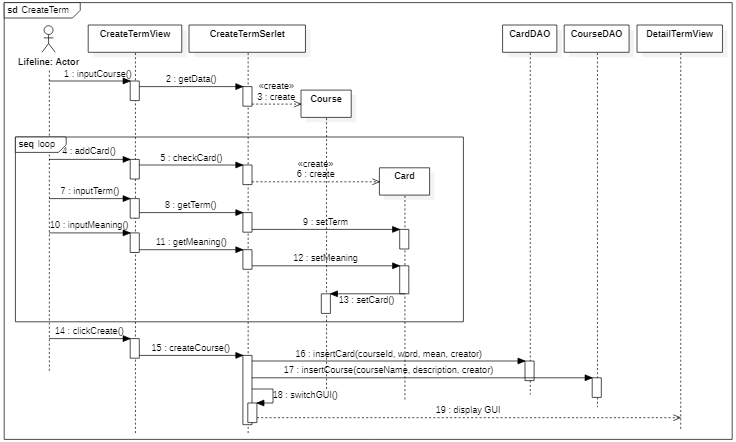 sd CreateTerm
CreateTermView
CreateTermSerlet
CardDAO
CourseDAO
DetailTermView
Lifeline: Actor
1 : inputCourse()
2 : getData()
«create»
3 : create
Course
seq loop
4 : addCard()
5 : checkCard()
«create»
6 : create
Card
7 : inputTerm()
8 : getTerm()
9 : setTerm
10 : inputMeaning()
11 : getMeaning()
12 : setMeaning
13 : setCard()
14 : clickCreate()
15 : createCourse()
16 : insertCard(courseId, word, mean, creator)
17 : insertCourse(courseName, description, creator)
18 : switchGUI()
19 : display GUI